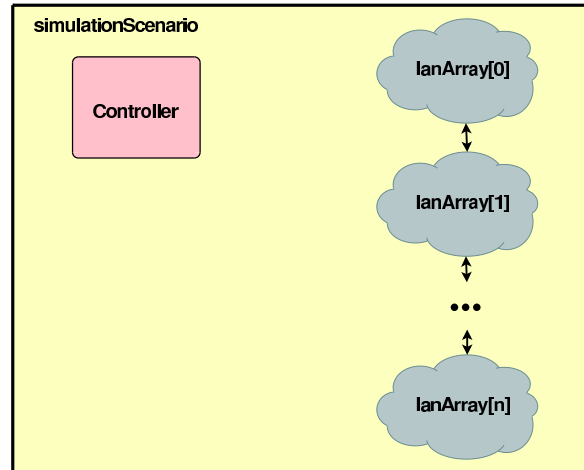 simulationScenario
Controller
lanArray[0]
lanArray[1]
...
lanArray[n]